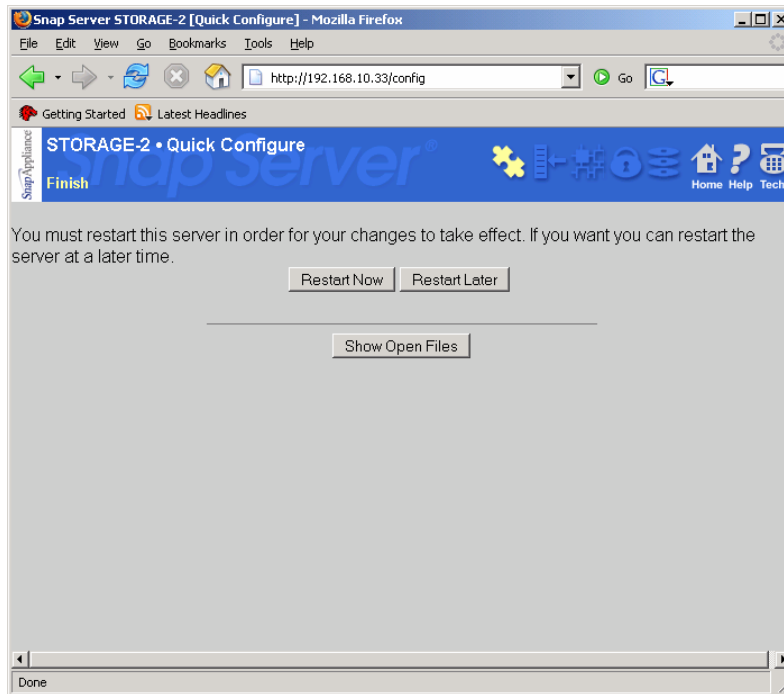 Snap Server STORAGE-2 [Quick Configure] - Mozilla Firefox
File Edit View Go Bookmarks Tools Help
http://192.168.10.33/config
Go
G
Getting Started Latest Headlines
SnapAppliance
Snap Server®
STORAGE-2 • Quick Configure
Finish
Home Help Tech
You must restart this server in order for your changes to take effect. If you want you can restart the
server at a later time.
Restart Now Restart Later
Show Open Files
Done